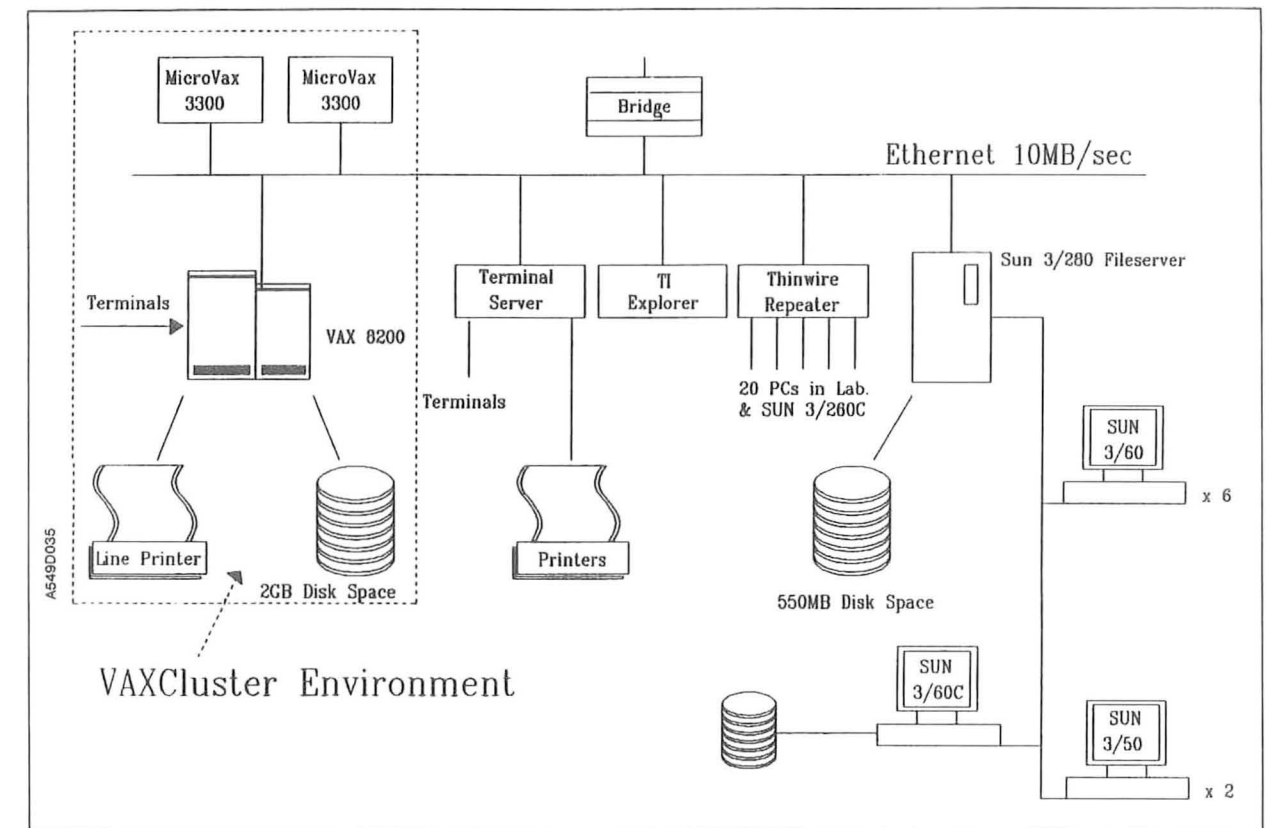 MicroVax
3300
MicroVax
3300
Bridge
Ethernet 10MB/sec
Terminals
VAX 8200
Terminal
Server
TI
Explorer
Thinwire
Repeater
Sun 3/280 Fileserver
Terminals
20 PCs in Lab.
& SUN 3/260C
SUN
3/60
x 6
Line Printer
2GB Disk Space
Printers
550MB Disk Space
A549D035
VAXCluster Environment
SUN
3/60C
SUN
3/50
x 2